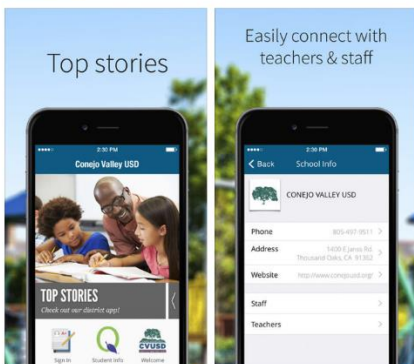 Top stories
2:30 PM
Conejo Valley USD
TOP STORIES
Check out our district app!
Sign In
Student Info
CVUSD
Welcome
Easily connect with
teachers & staff
2:30 PM
Back
School Info
CONEJO VALLEY USD
Phone
805-497-9511
Address
1400 E Janss Rd.
Thousand Oaks, CA 91362
Website
http://www.conejousd.org/
Staff
Teachers